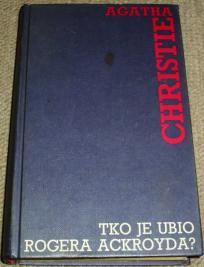 AGATHA
CHRISTIE
TKO JE UBIO
ROGERA ACKROYDA?